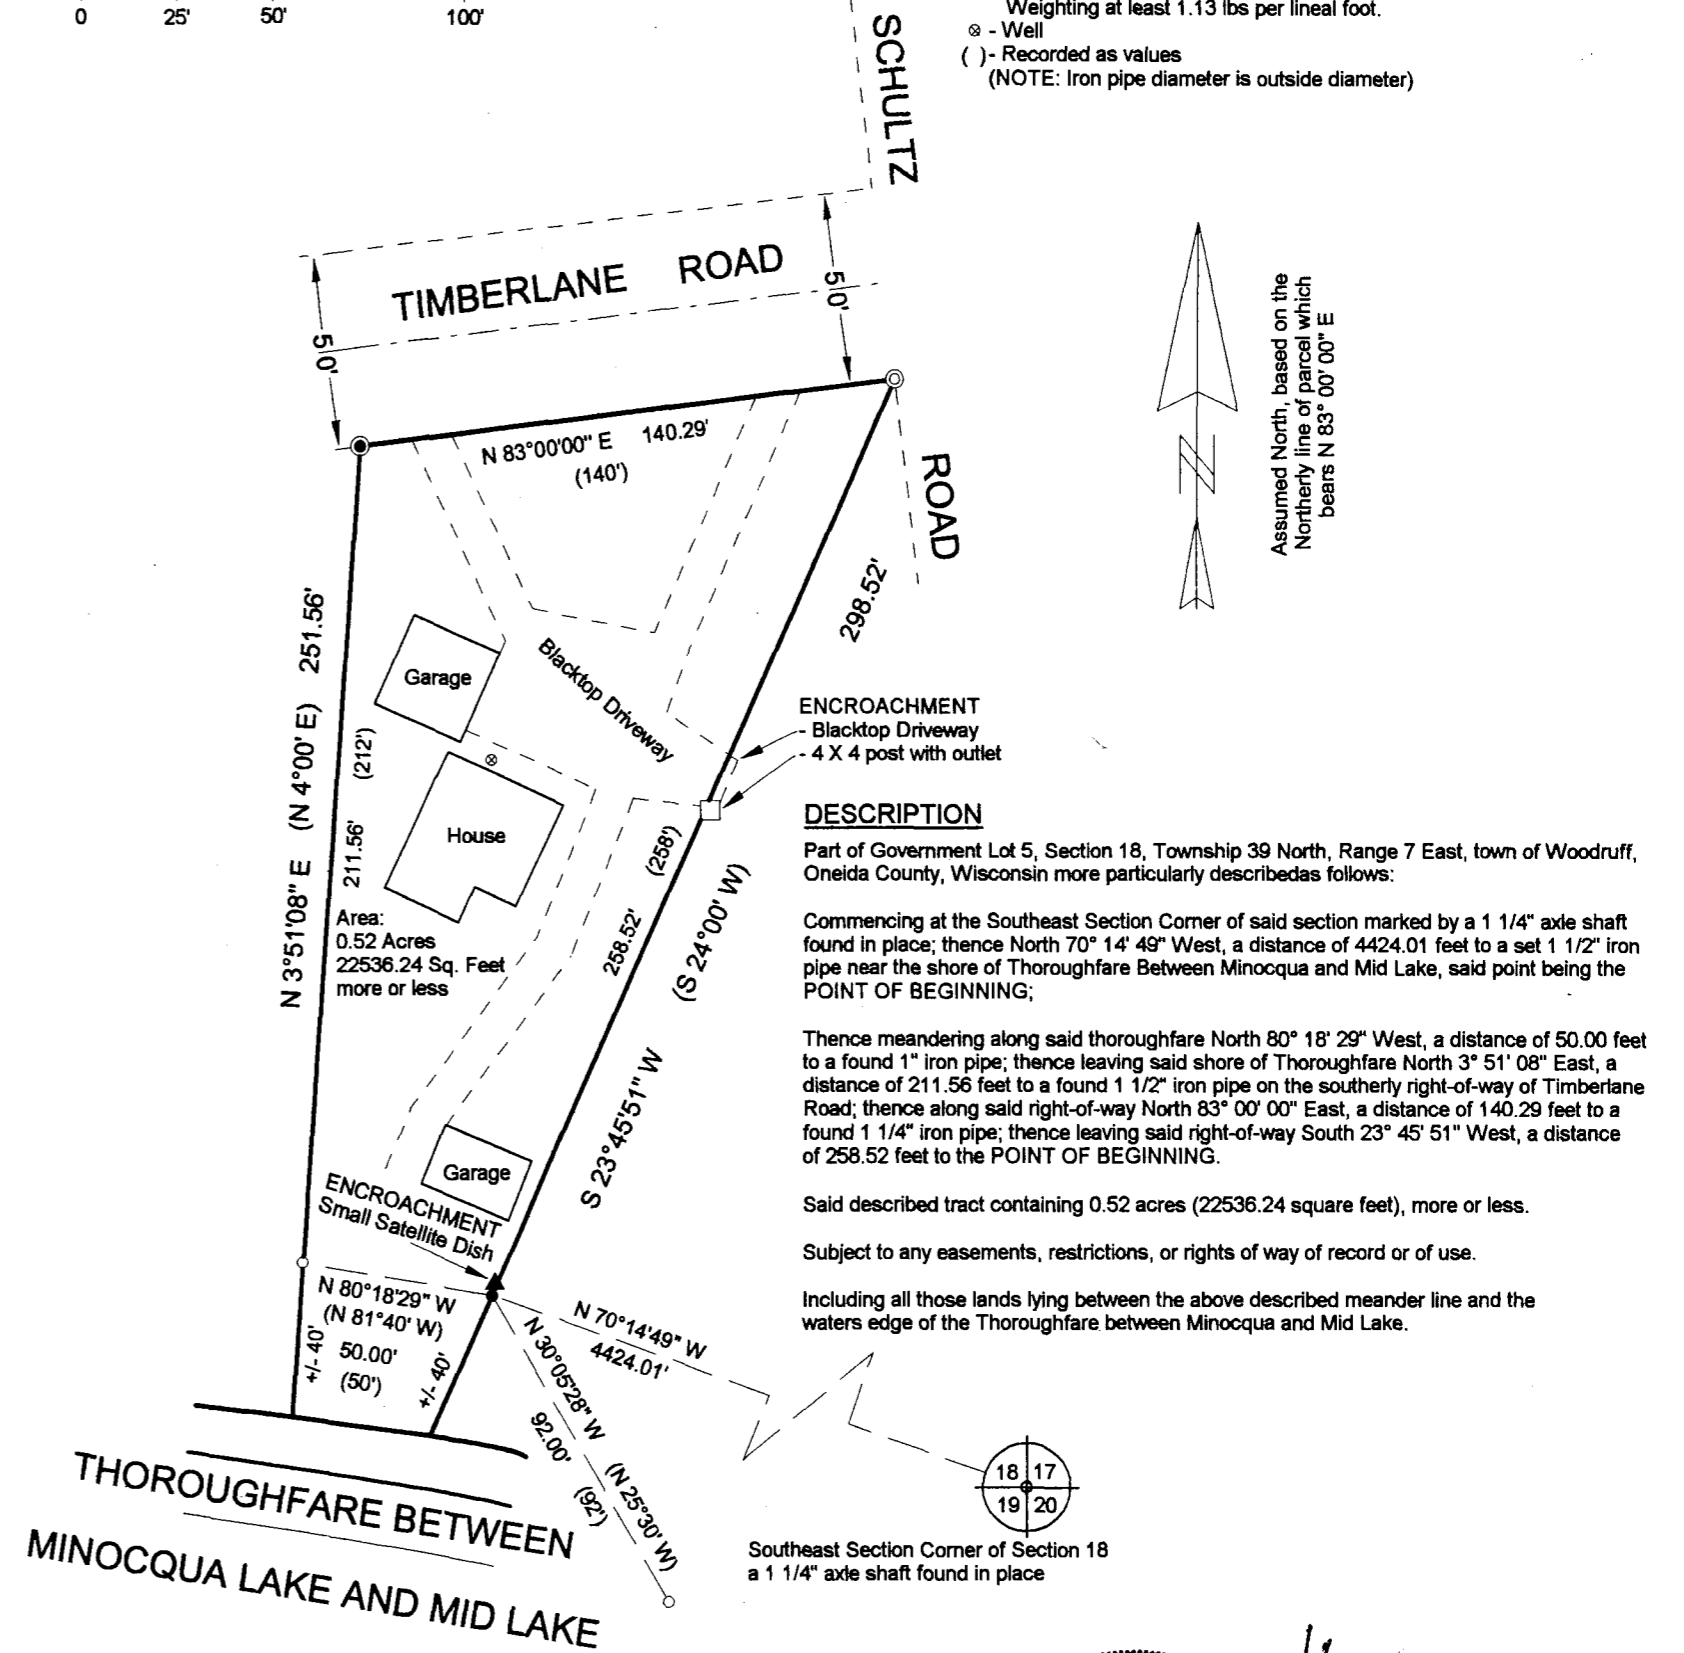 0 25' 50' 100'
Weighting at least 1.13 lbs per lineal foot.
⊗ - Well
( )- Recorded as values
(NOTE: Iron pipe diameter is outside diameter)
SCHULTZ
ROAD
TIMBERLANE ROAD
50'
50'
N 83°00'00" E 140.29'
(140')
Assumed North, based on the
Northerly line of parcel which
bears N 83° 00' 00" E
N
298.52'
N 3°51'08" E (N 4°00' E) 251.56'
211.56' (212')
Garage
Blacktop Driveway
House
ENCROACHMENT
- Blacktop Driveway
- 4 X 4 post with outlet
258.52' (258')
S 23°45'51" W (S 24°00' W)
Area:
0.52 Acres
22536.24 Sq. Feet
more or less
Garage
ENCROACHMENT
Small Satellite Dish
N 80°18'29" W
(N 81°40' W)
50.00'
(50')
+/- 40'
+/- 40'
N 70°14'49" W
4424.01'
N 30°05'28" W (N 25°30' W)
92.00' (92')
THOROUGHFARE BETWEEN
MINOCQUA LAKE AND MID LAKE
DESCRIPTION
Part of Government Lot 5, Section 18, Township 39 North, Range 7 East, town of Woodruff,
Oneida County, Wisconsin more particularly describedas follows:
Commencing at the Southeast Section Corner of said section marked by a 1 1/4" axle shaft
found in place; thence North 70° 14' 49" West, a distance of 4424.01 feet to a set 1 1/2" iron
pipe near the shore of Thoroughfare Between Minocqua and Mid Lake, said point being the
POINT OF BEGINNING;
Thence meandering along said thoroughfare North 80° 18' 29" West, a distance of 50.00 feet
to a found 1" iron pipe; thence leaving said shore of Thoroughfare North 3° 51' 08" East, a
distance of 211.56 feet to a found 1 1/2" iron pipe on the southerly right-of-way of Timberlane
Road; thence along said right-of-way North 83° 00' 00" East, a distance of 140.29 feet to a
found 1 1/4" iron pipe; thence leaving said right-of-way South 23° 45' 51" West, a distance
of 258.52 feet to the POINT OF BEGINNING.
Said described tract containing 0.52 acres (22536.24 square feet), more or less.
Subject to any easements, restrictions, or rights of way of record or of use.
Including all those lands lying between the above described meander line and the
waters edge of the Thoroughfare between Minocqua and Mid Lake.
18 17
19 20
Southeast Section Corner of Section 18
a 1 1/4" axle shaft found in place